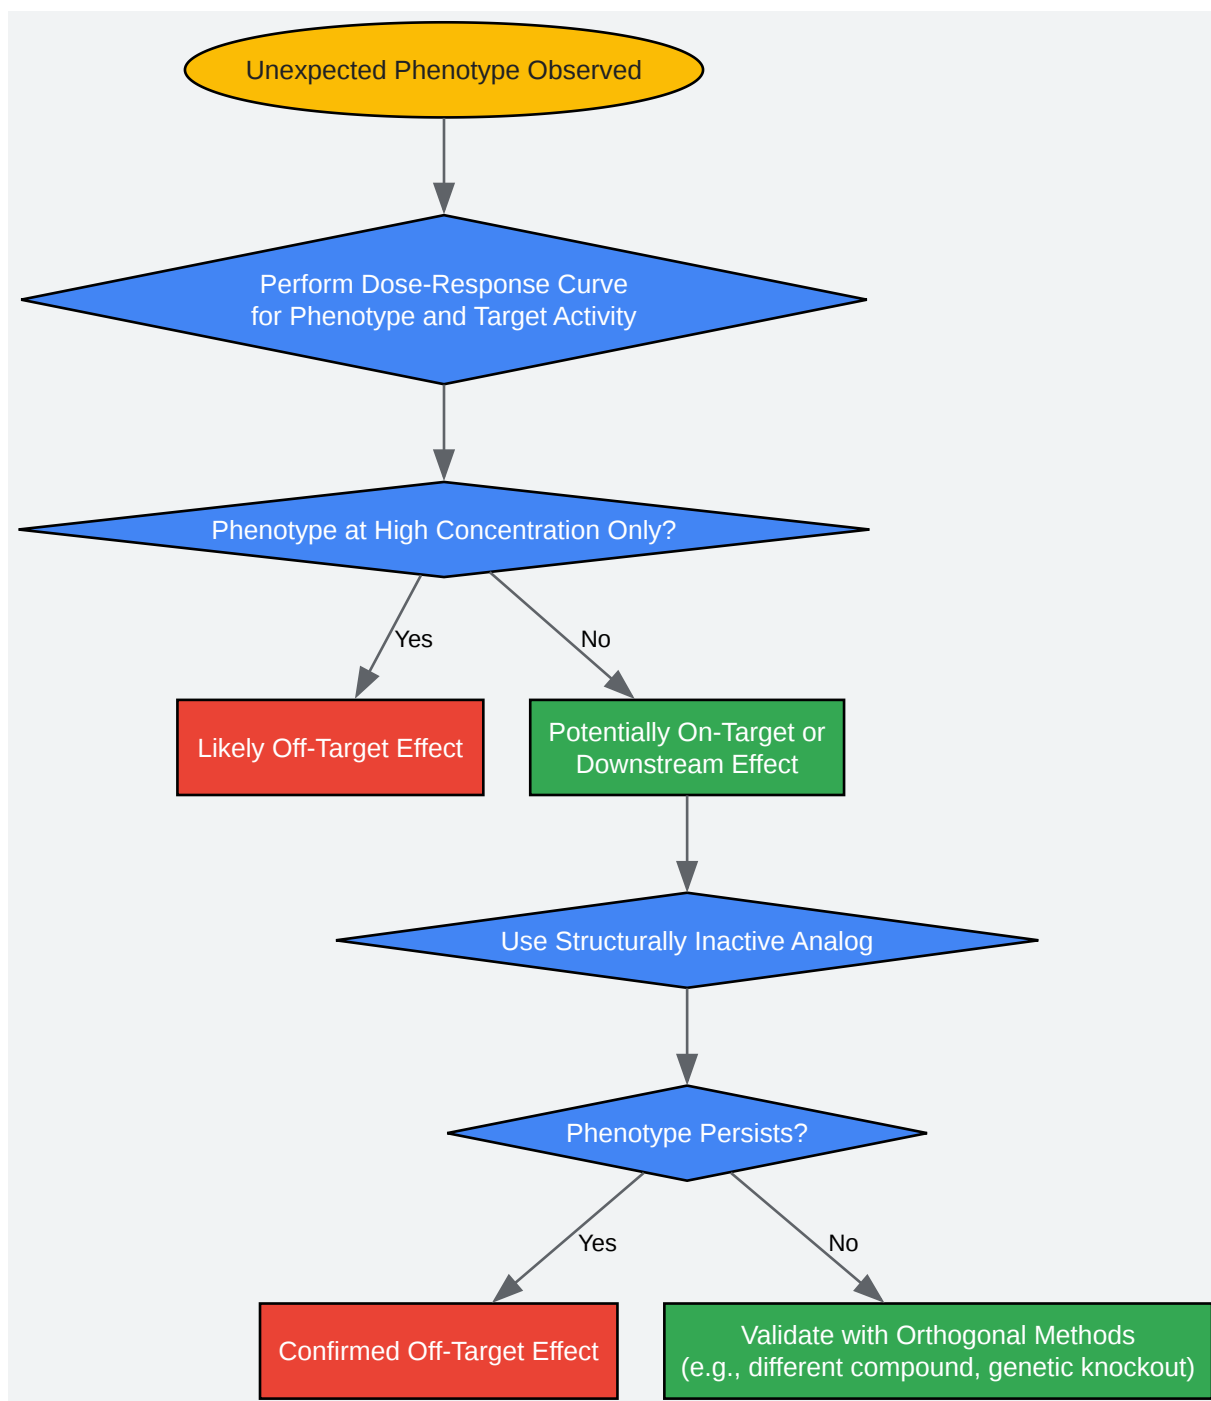 Unexpected Phenotype Observed
Perform Dose-Response Curve
for Phenotype and Target Activity
Phenotype at High Concentration Only?
Yes
No
Likely Off-Target Effect
Potentially On-Target or
Downstream Effect
Use Structurally Inactive Analog
Phenotype Persists?
Yes
No
Confirmed Off-Target Effect
Validate with Orthogonal Methods
(e.g., different compound, genetic knockout)